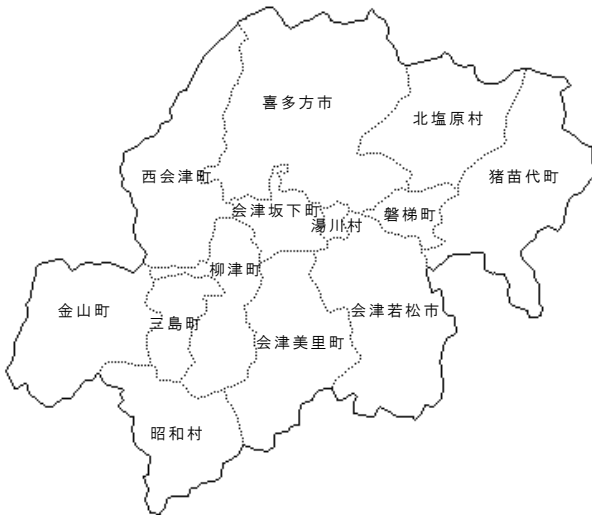 喜多方市
北塩原村
西会津町
猪苗代町
会津坂下町
磐梯町
湯川村
柳津町
金山町
三島町
会津若松市
会津美里町
昭和村